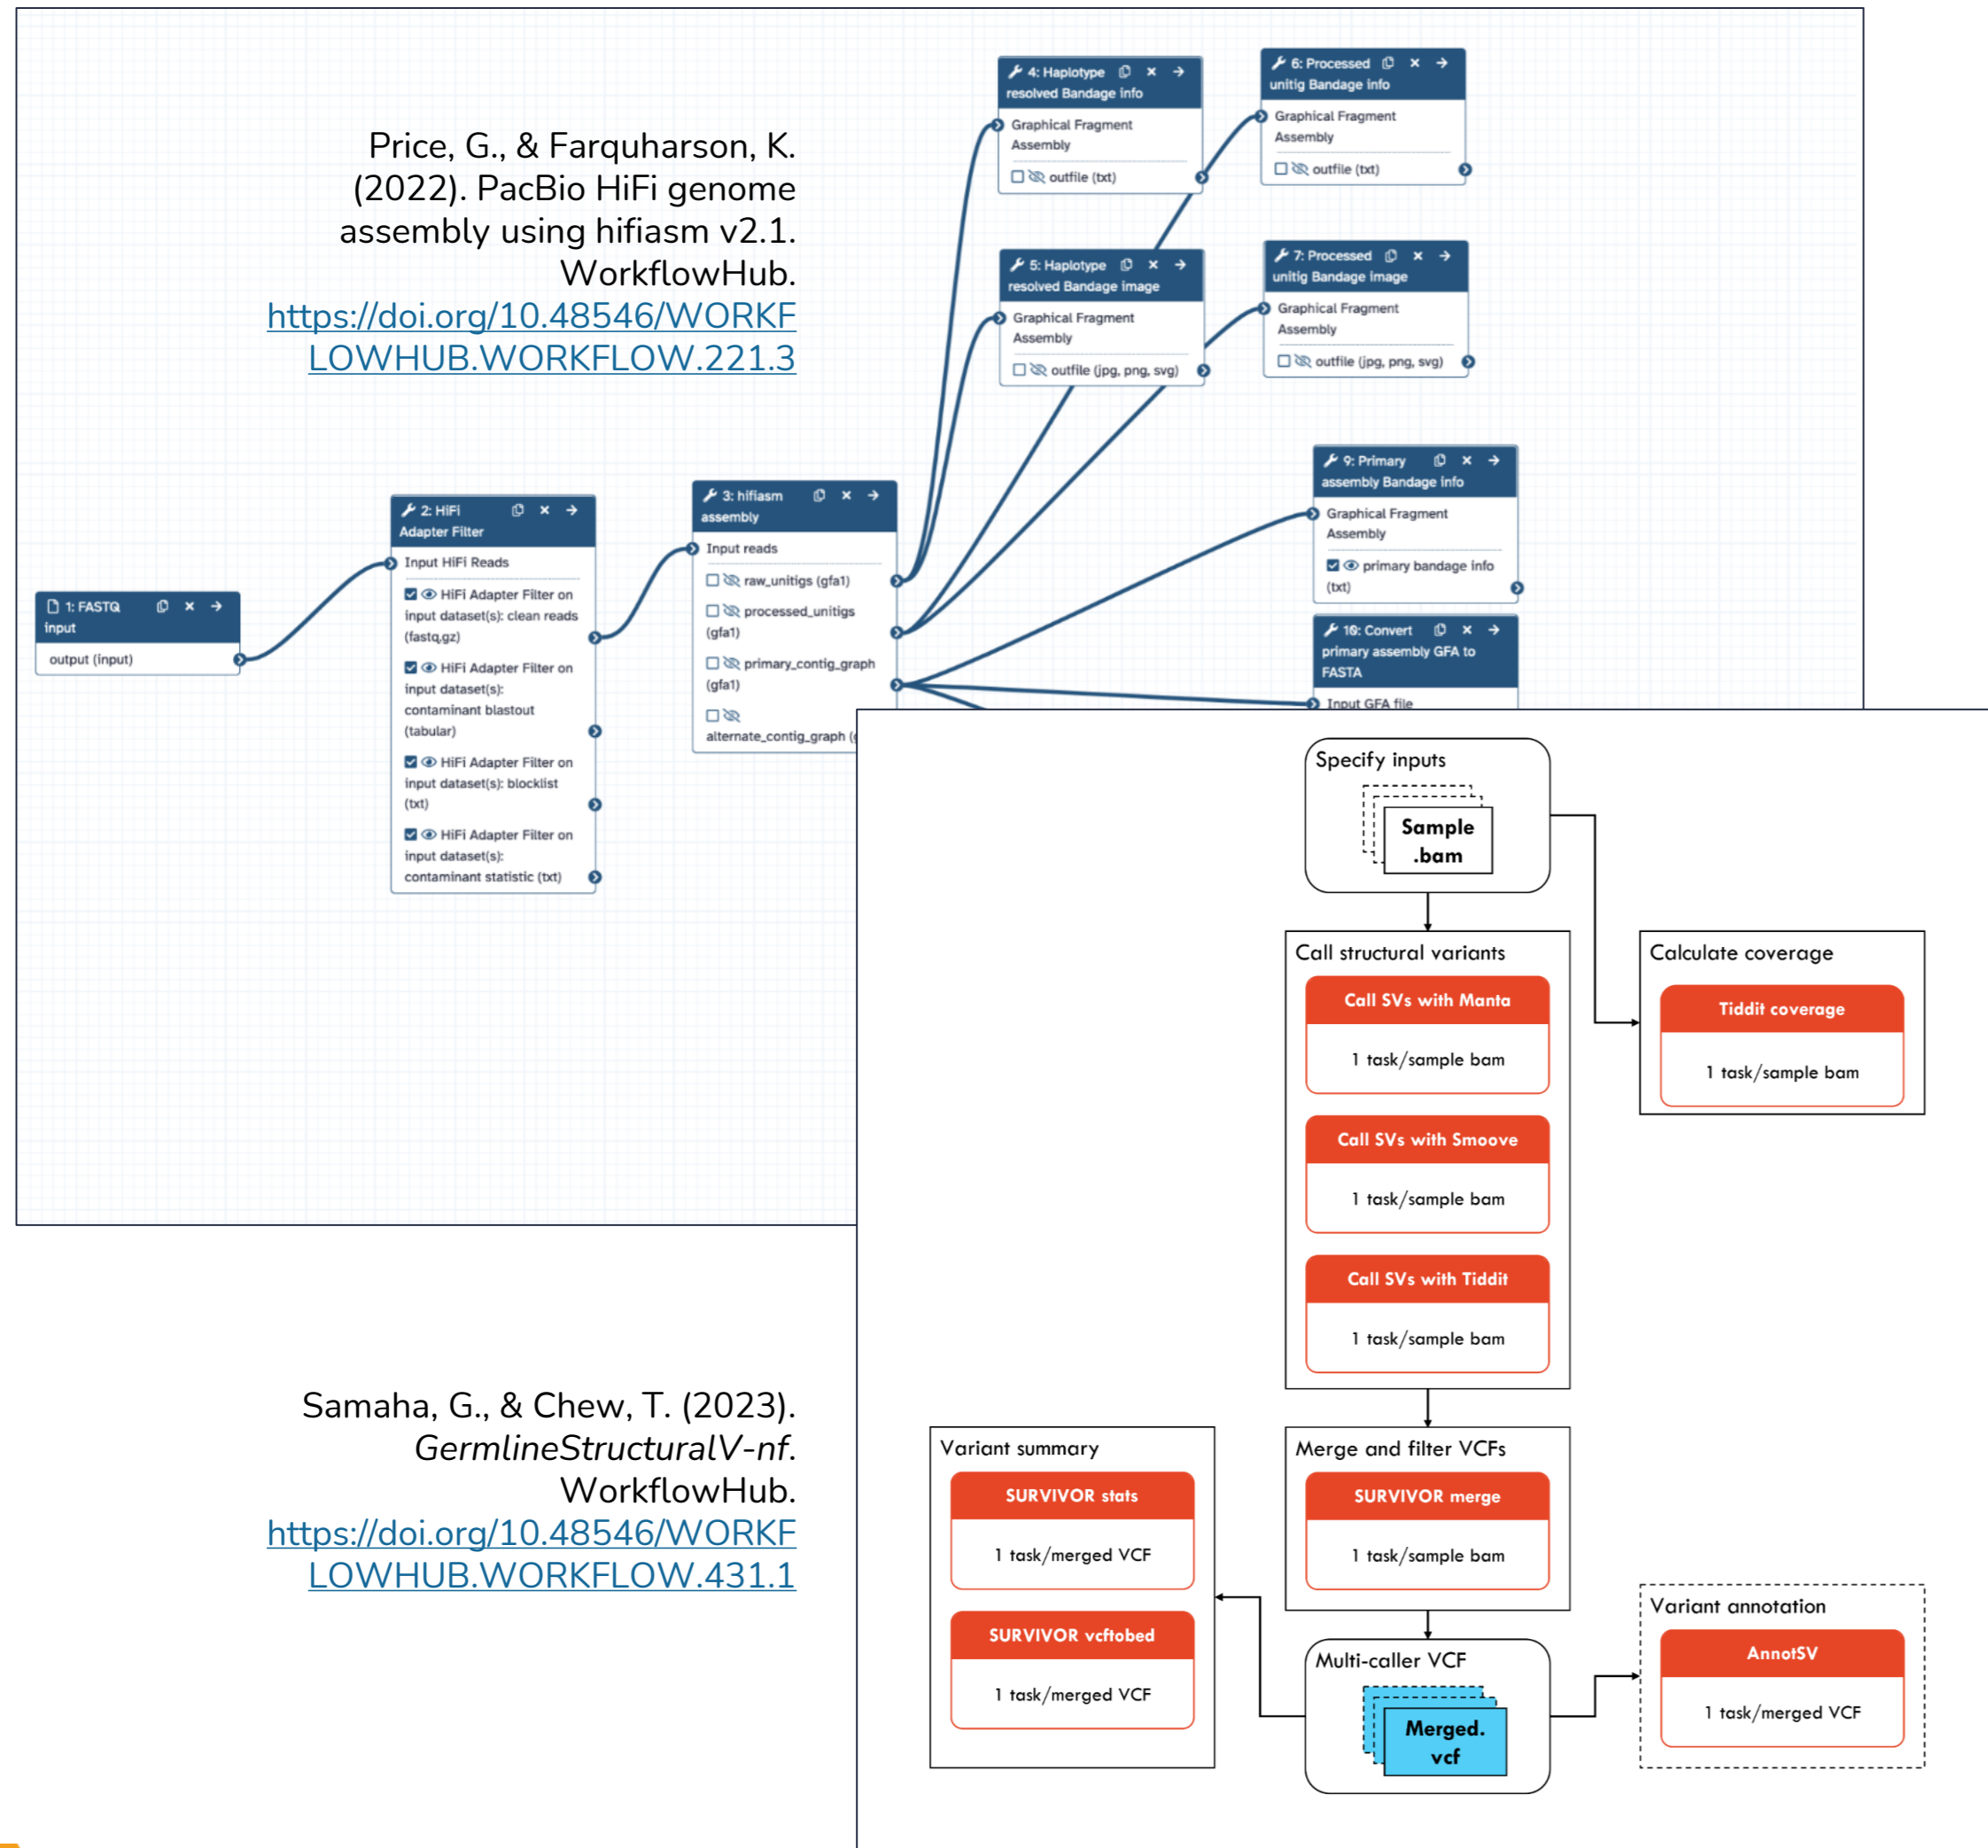 Price, G., & Farquharson, K.
(2022). PacBio HiFi genome
assembly using hifiasm v2.1.
WorkflowHub.
https://doi.org/10.48546/WORKF
LOWHUB.WORKFLOW.221.3
1: FASTQ
input
output (input)
2: HiFi
Adapter Filter
Input HiFi Reads
HiFi Adapter Filter on
input dataset(s): clean reads
(fastq.gz)
HiFi Adapter Filter on
input dataset(s):
contaminant blastout
(tabular)
HiFi Adapter Filter on
input dataset(s): blocklist
(txt)
HiFi Adapter Filter on
input dataset(s):
contaminant statistic (txt)
3: hifiasm
assembly
Input reads
raw_unitigs (gfa1)
processed_unitigs
(gfa1)
primary_contig_graph
(gfa1)
alternate_contig_graph
4: Haplotype
resolved Bandage info
Graphical Fragment
Assembly
outfile (txt)
5: Haplotype
resolved Bandage image
Graphical Fragment
Assembly
outfile (jpg, png, svg)
6: Processed
unitig Bandage info
Graphical Fragment
Assembly
outfile (txt)
7: Processed
unitig Bandage image
Graphical Fragment
Assembly
outfile (jpg, png, svg)
9: Primary
assembly Bandage info
Graphical Fragment
Assembly
primary bandage info
(txt)
10: Convert
primary assembly GFA to
FASTA
Input GFA file
Samaha, G., & Chew, T. (2023).
GermlineStructuralV-nf.
WorkflowHub.
https://doi.org/10.48546/WORKF
LOWHUB.WORKFLOW.431.1
Specify inputs
Sample
.bam
Call structural variants
Call SVs with Manta
1 task/sample bam
Call SVs with Smoove
1 task/sample bam
Call SVs with Tiddit
1 task/sample bam
Calculate coverage
Tiddit coverage
1 task/sample bam
Merge and filter VCFs
SURVIVOR merge
1 task/sample bam
Variant summary
SURVIVOR stats
1 task/merged VCF
SURVIVOR vcftobed
1 task/merged VCF
Multi-caller VCF
Merged.
vcf
Variant annotation
AnnotSV
1 task/merged VCF